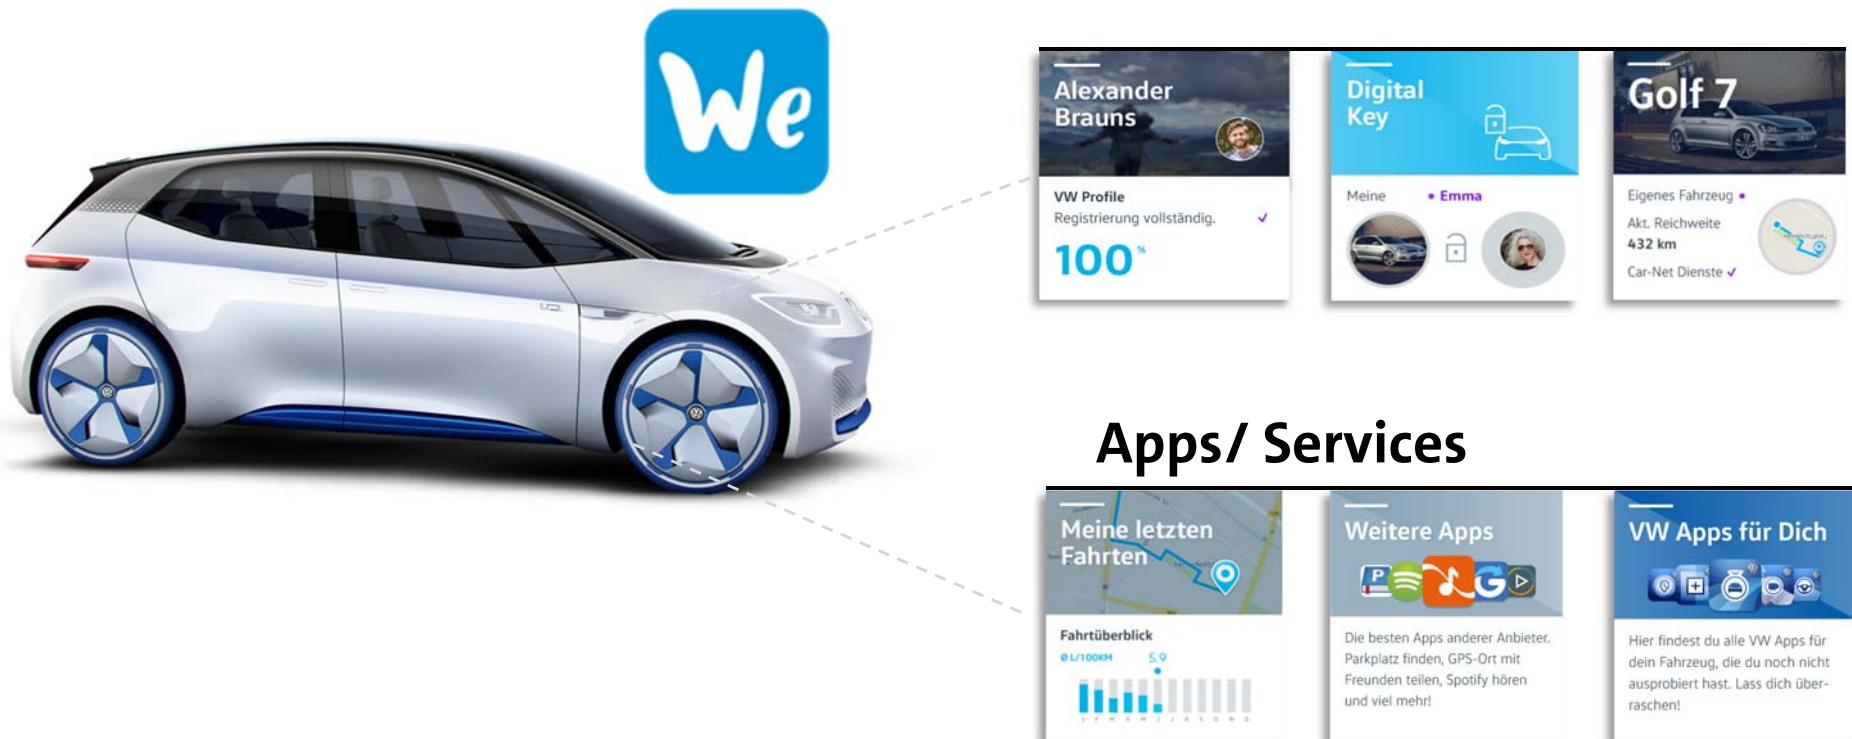 We
Alexander
Brauns
VW Profile
Registrierung vollständig.
100%
Digital
Key
Meine • Emma
Golf 7
Eigenes Fahrzeug •
Akt. Reichweite
432 km
Car-Net Dienste ✓
Apps/ Services
Meine letzten
Fahrten
Fahrtüberblick
Ø L/100KM 5.9
J F M A M J J A S O N D
Weitere Apps
P
G
Die besten Apps anderer Anbieter.
Parkplatz finden, GPS-Ort mit
Freunden teilen, Spotify hören
und viel mehr!
VW Apps für Dich
Hier findest du alle VW Apps für
dein Fahrzeug, die du noch nicht
ausprobiert hast. Lass dich über-
raschen!